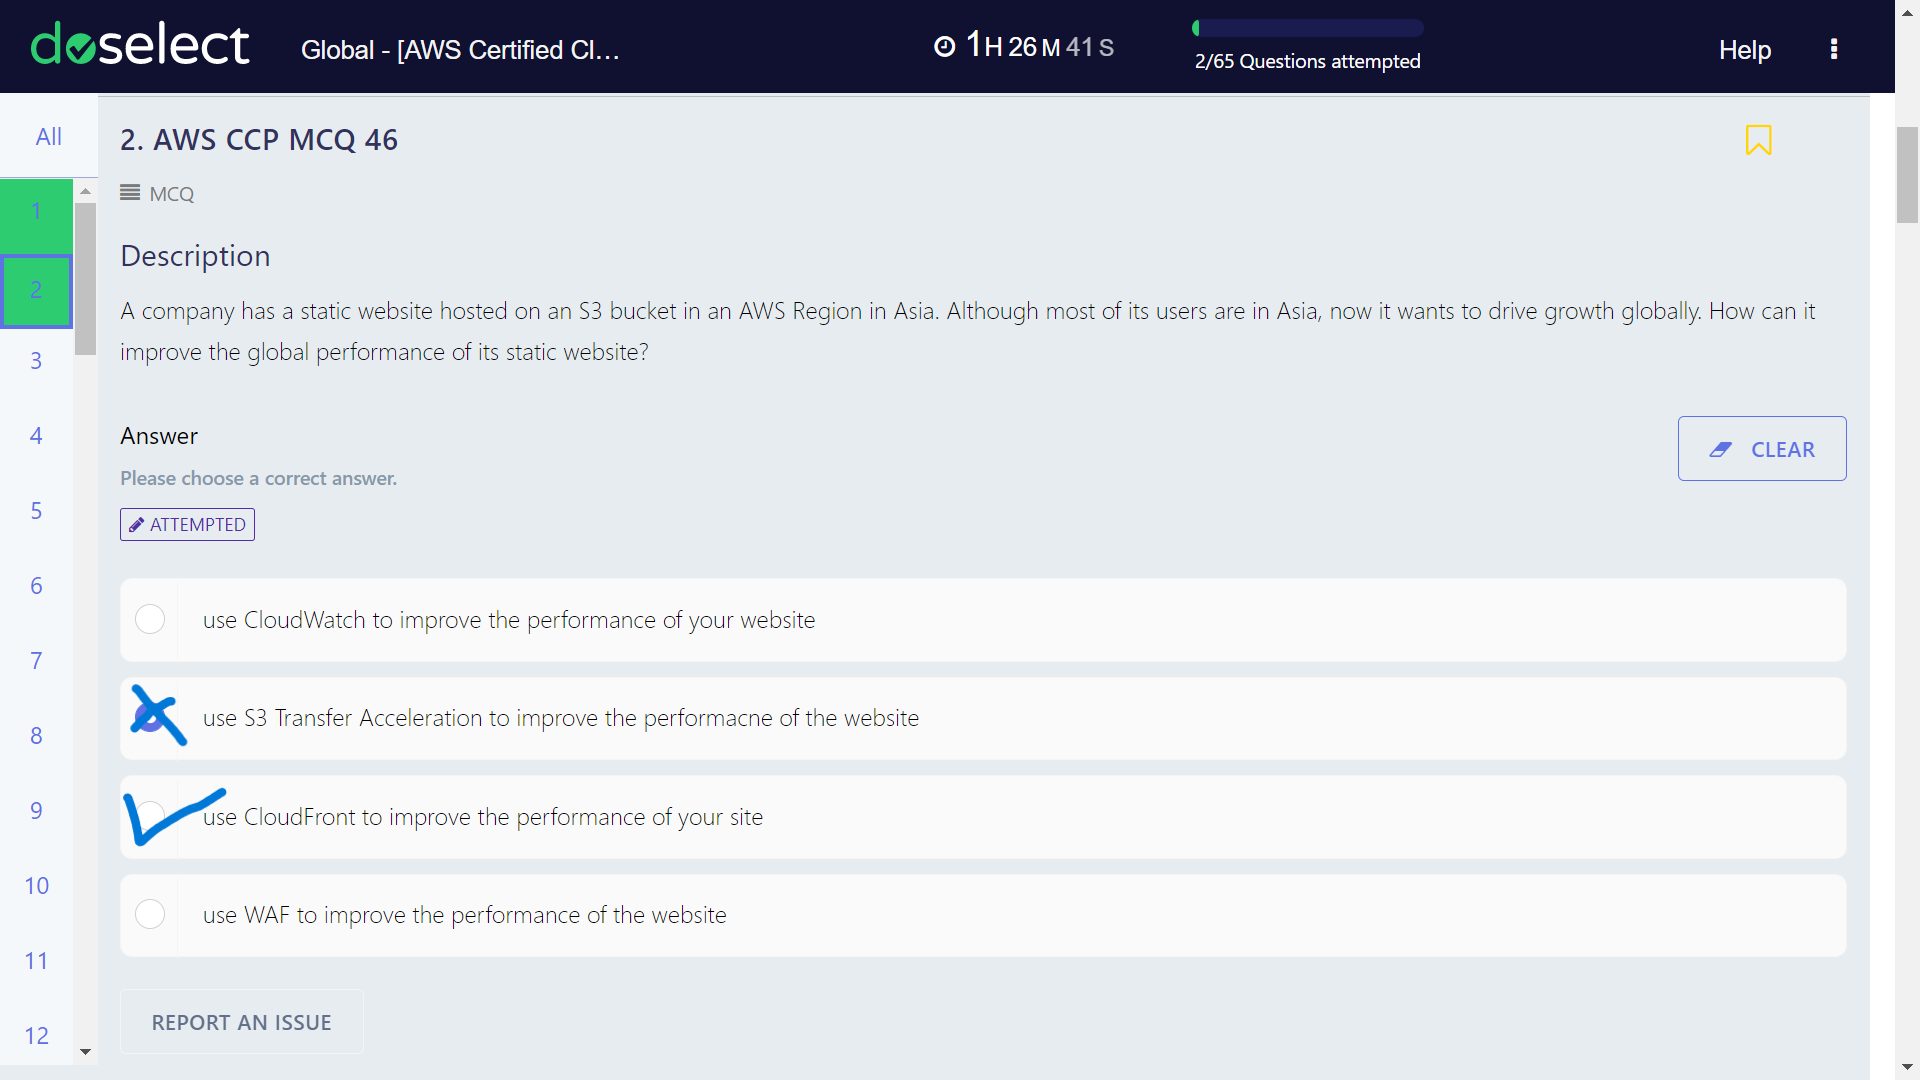 doselect
Global - [AWS Certified Cl...
1H 26M 41S
2/65 Questions attempted
Help
All
1
2
3
4
5
6
7
8
9
10
11
12
2. AWS CCP MCQ 46
MCQ
Description
A company has a static website hosted on an S3 bucket in an AWS Region in Asia. Although most of its users are in Asia, now it wants to drive growth globally. How can it
improve the global performance of its static website?
Answer
CLEAR
Please choose a correct answer.
ATTEMPTED
use CloudWatch to improve the performance of your website
use S3 Transfer Acceleration to improve the performacne of the website
use CloudFront to improve the performance of your site
use WAF to improve the performance of the website
REPORT AN ISSUE